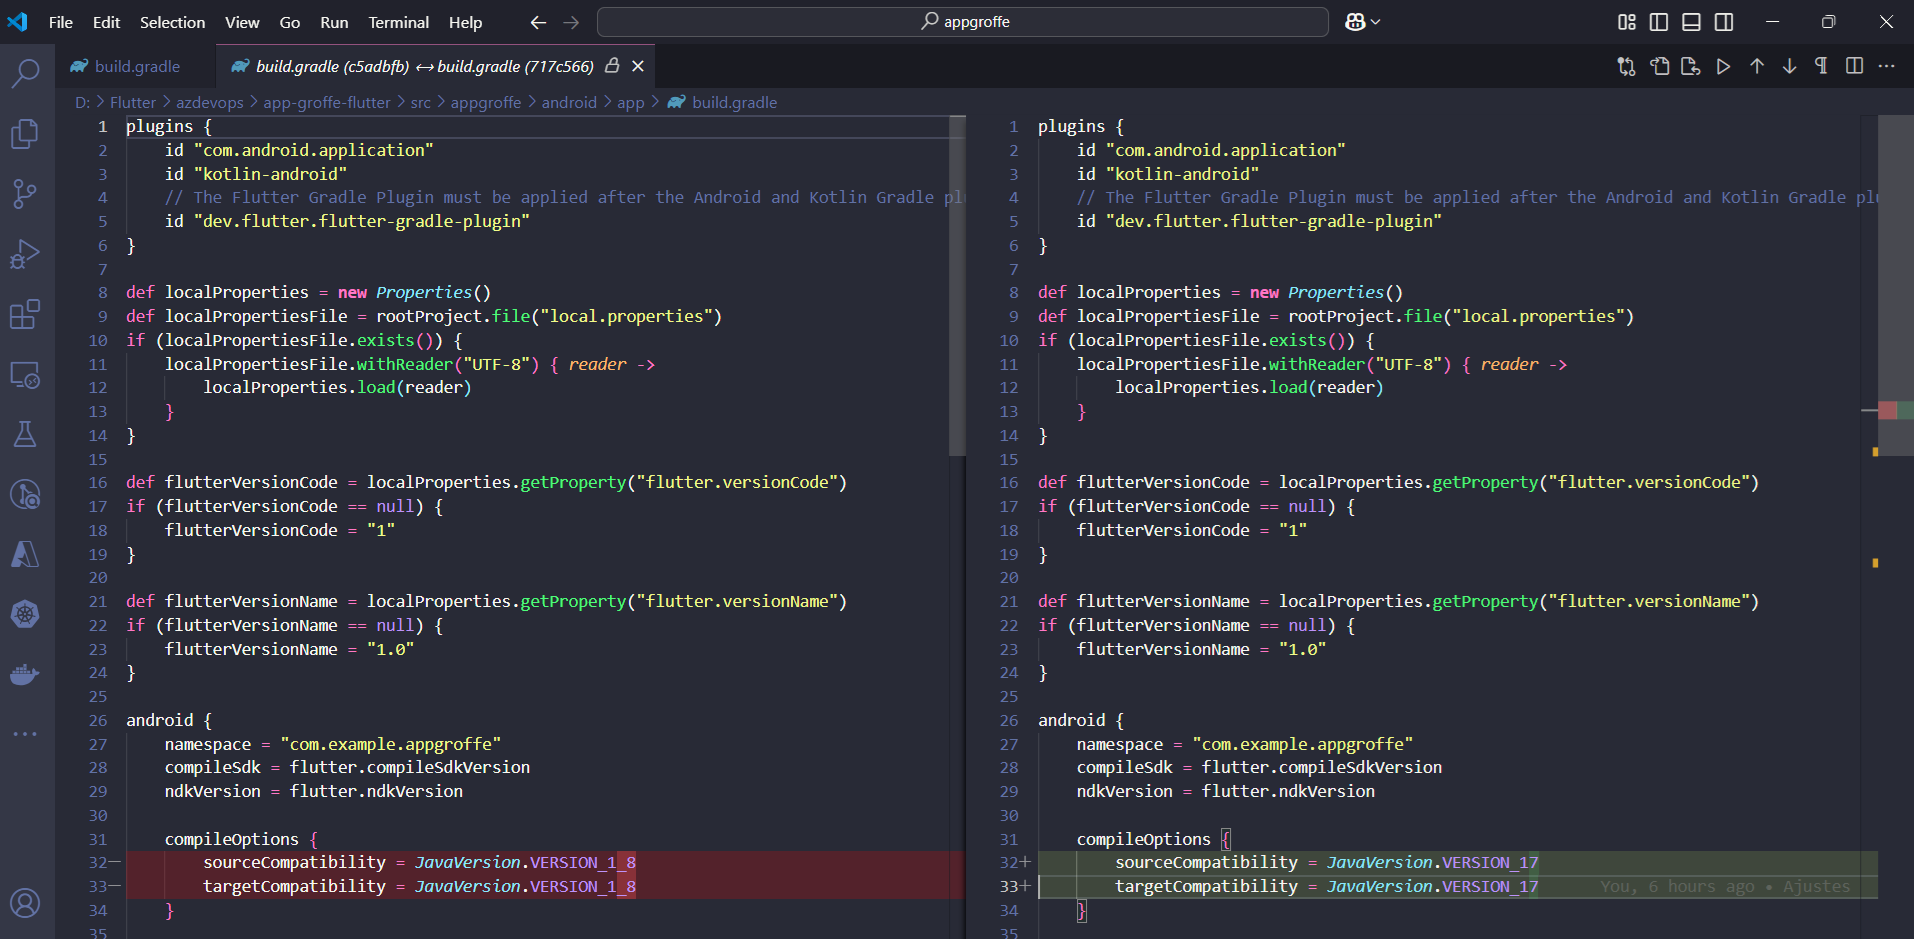 File Edit Selection View Go Run Terminal Help
appgroffe
build.gradle
build.gradle (c5adbfb) ↔ build.gradle (717c566)
D: > Flutter > azdevops > app-groffe-flutter > src > appgroffe > android > app > build.gradle
1 plugins {
2 id "com.android.application"
3 id "kotlin-android"
4 // The Flutter Gradle Plugin must be applied after the Android and Kotlin Gradle pl
5 id "dev.flutter.flutter-gradle-plugin"
6 }
7
8 def localProperties = new Properties()
9 def localPropertiesFile = rootProject.file("local.properties")
10 if (localPropertiesFile.exists()) {
11 localPropertiesFile.withReader("UTF-8") { reader ->
12 localProperties.load(reader)
13 }
14 }
15
16 def flutterVersionCode = localProperties.getProperty("flutter.versionCode")
17 if (flutterVersionCode == null) {
18 flutterVersionCode = "1"
19 }
20
21 def flutterVersionName = localProperties.getProperty("flutter.versionName")
22 if (flutterVersionName == null) {
23 flutterVersionName = "1.0"
24 }
25
26 android {
27 namespace = "com.example.appgroffe"
28 compileSdk = flutter.compileSdkVersion
29 ndkVersion = flutter.ndkVersion
30
31 compileOptions {
32− sourceCompatibility = JavaVersion.VERSION_1_8
33− targetCompatibility = JavaVersion.VERSION_1_8
34 }
35
1 plugins {
2 id "com.android.application"
3 id "kotlin-android"
4 // The Flutter Gradle Plugin must be applied after the Android and Kotlin Gradle plu
5 id "dev.flutter.flutter-gradle-plugin"
6 }
7
8 def localProperties = new Properties()
9 def localPropertiesFile = rootProject.file("local.properties")
10 if (localPropertiesFile.exists()) {
11 localPropertiesFile.withReader("UTF-8") { reader ->
12 localProperties.load(reader)
13 }
14 }
15
16 def flutterVersionCode = localProperties.getProperty("flutter.versionCode")
17 if (flutterVersionCode == null) {
18 flutterVersionCode = "1"
19 }
20
21 def flutterVersionName = localProperties.getProperty("flutter.versionName")
22 if (flutterVersionName == null) {
23 flutterVersionName = "1.0"
24 }
25
26 android {
27 namespace = "com.example.appgroffe"
28 compileSdk = flutter.compileSdkVersion
29 ndkVersion = flutter.ndkVersion
30
31 compileOptions {
32+ sourceCompatibility = JavaVersion.VERSION_17
33+ targetCompatibility = JavaVersion.VERSION_17 You, 6 hours ago • Ajustes
34 }
35